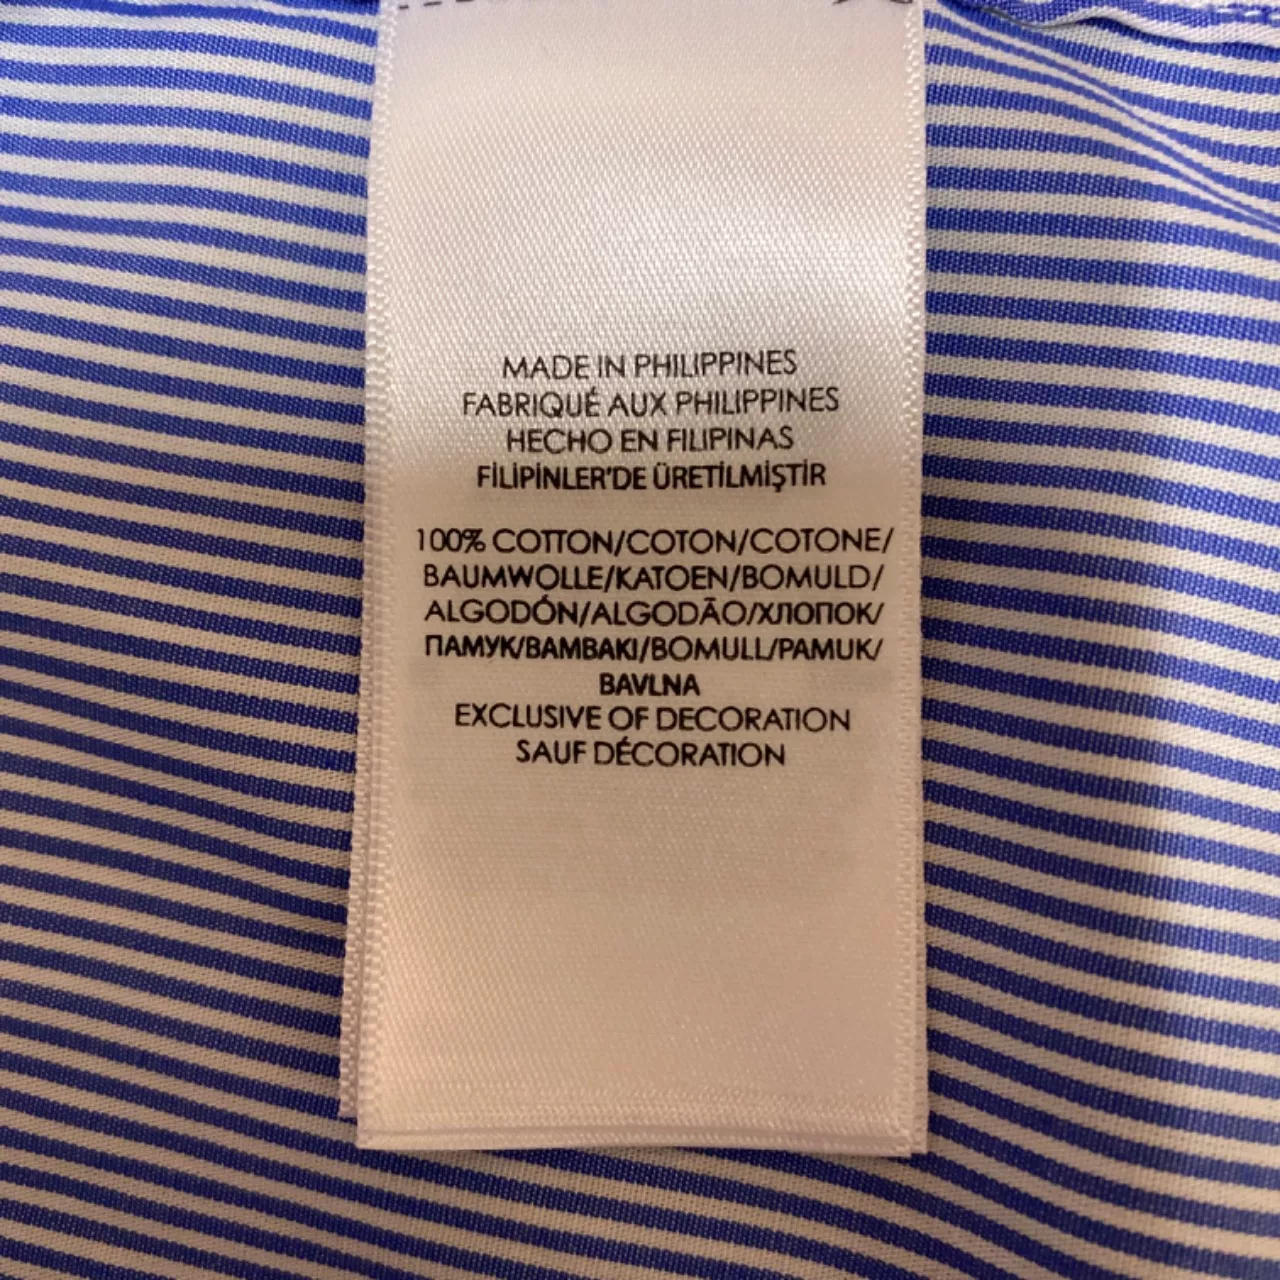 MADE IN PHILIPPINES
FABRIQUÉ AUX PHILIPPINES
HECHO EN FILIPINAS
FİLİPİNLER'DE ÜRETİLMİŞTİR
100% COTTON/COTON/COTONE/
BAUMWOLLE/KATOEN/BOMULD/
ALGODÓN/ALGODÃO/ХЛОПОК/
ПАМУК/ΒΑΜΒΑΚΙ/BOMULL/PAMUK/
BAVLNA
EXCLUSIVE OF DECORATION
SAUF DÉCORATION